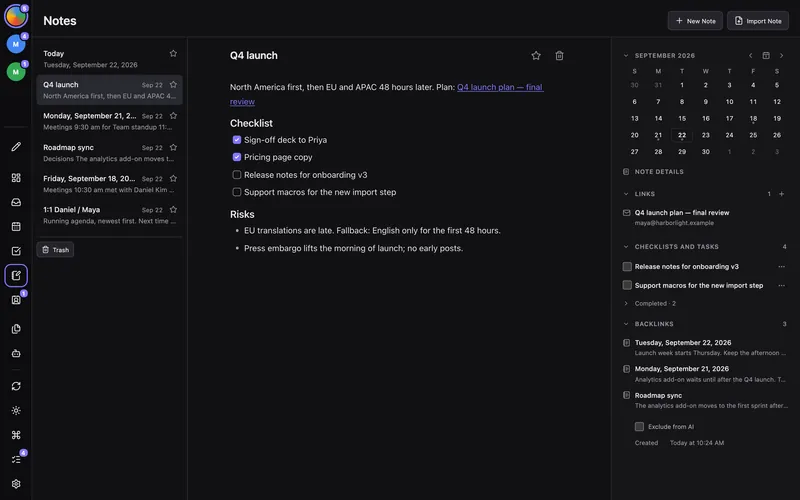 5
4
M
1
M
1
4
Notes
New Note
Import Note
Today
Tuesday, September 22, 2026
Q4 launch
Sep 22
North America first, then EU and APAC 4...
Monday, September 21, 2...
Sep 22
Meetings 9:30 am for Team standup 11:...
Roadmap sync
Sep 22
Decisions The analytics add-on moves t...
Friday, September 18, 20...
Sep 22
Meetings 10:30 am met with Daniel Kim ...
1:1 Daniel / Maya
Sep 22
Running agenda, newest first. Next time ...
Trash
Q4 launch
North America first, then EU and APAC 48 hours later. Plan: Q4 launch plan — final
review
Checklist
Sign-off deck to Priya
Pricing page copy
Release notes for onboarding v3
Support macros for the new import step
Risks
EU translations are late. Fallback: English only for the first 48 hours.
Press embargo lifts the morning of launch; no early posts.
SEPTEMBER 2026
S M T W T F S
30 31 1 2 3 4 5
6 7 8 9 10 11 12
13 14 15 16 17 18 19
20 21 22 23 24 25 26
27 28 29 30 1 2 3
NOTE DETAILS
LINKS
1
Q4 launch plan — final review
maya@harborlight.example
CHECKLISTS AND TASKS
4
Release notes for onboarding v3
Support macros for the new import step
Completed · 2
BACKLINKS
3
Tuesday, September 22, 2026
Launch week starts Thursday. Keep the afternoon ...
Monday, September 21, 2026
Analytics add-on waits until after the Q4 launch. T...
Roadmap sync
The analytics add-on moves to the first sprint after...
Exclude from AI
Created
Today at 10:24 AM